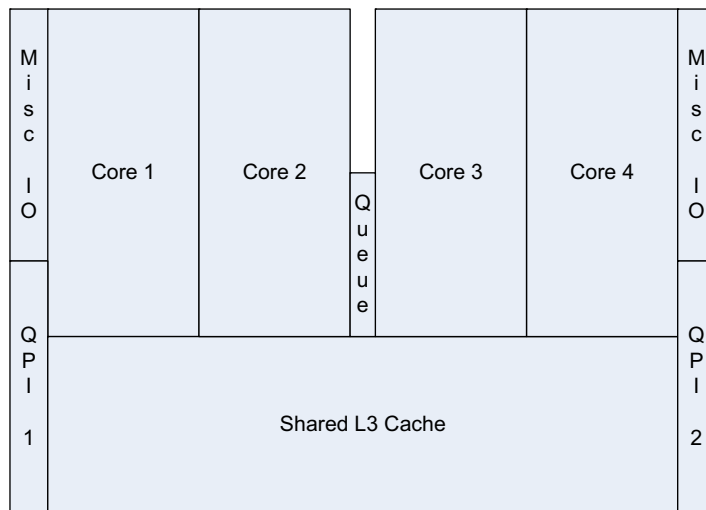 Misc IO
Core 1
Core 2
Queue
Core 3
Core 4
Misc IO
QPI 1
Shared L3 Cache
QPI 2